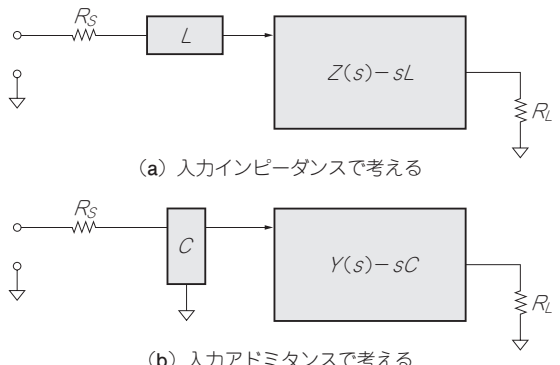 R_S
L
Z(s)−sL
R_L
(a) 入力インピーダンスで考える
R_S
C
Y(s)−sC
R_L
(b) 入力アドミタンスで考える